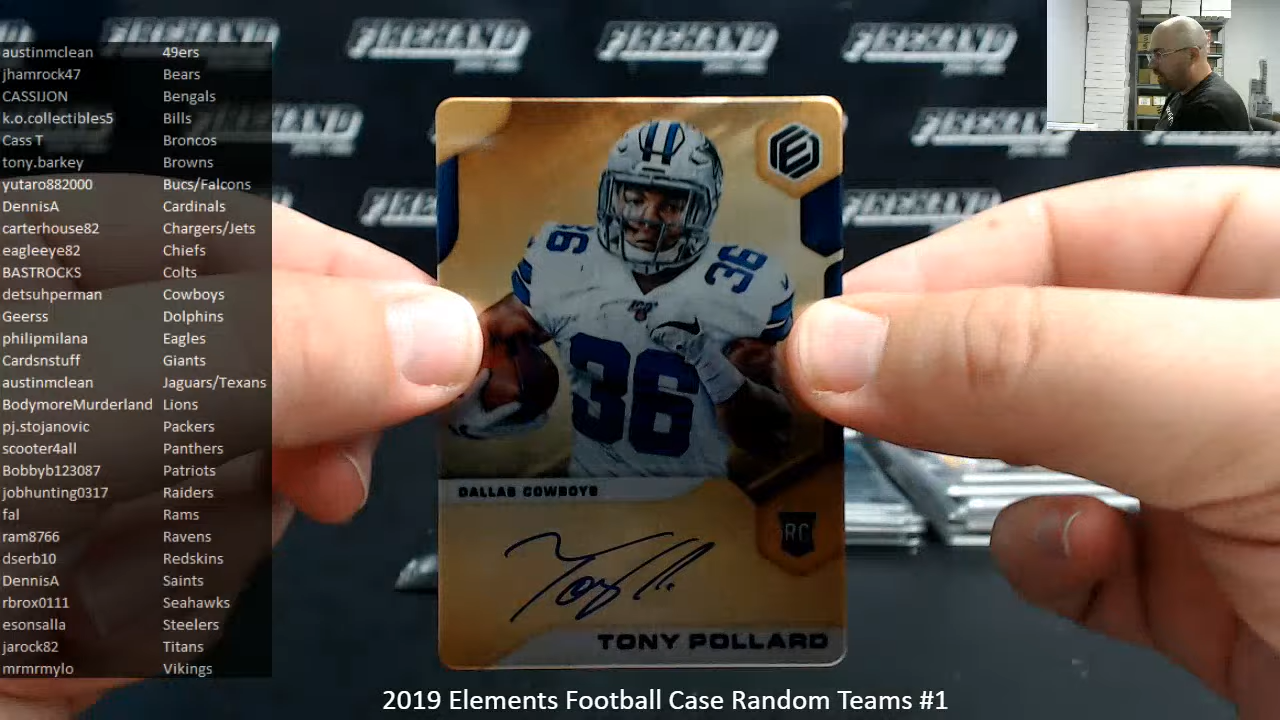 austinmclean 49ers
jhamrock47 Bears
CASSIJON Bengals
k.o.collectibles5 Bills
Cass T Broncos
tony.barkey Browns
yutaro882000 Bucs/Falcons
DennisA Cardinals
carterhouse82 Chargers/Jets
eagleeye82 Chiefs
BASTROCKS Colts
detsuhperman Cowboys
Geerss Dolphins
philipmilana Eagles
Cardsnstuff Giants
austinmclean Jaguars/Texans
BodymoreMurderland Lions
pj.stojanovic Packers
scooter4all Panthers
Bobbyb123087 Patriots
jobhunting0317 Raiders
fal Rams
ram8766 Ravens
dserb10 Redskins
DennisA Saints
rbrox0111 Seahawks
esonsalla Steelers
jarock82 Titans
mrmrmylo Vikings
FIREHAND FIREHAND FIREHAND FIREHAND
36 36
36
DALLAS COWBOYS
RC
TONY POLLARD
2019 Elements Football Case Random Teams #1